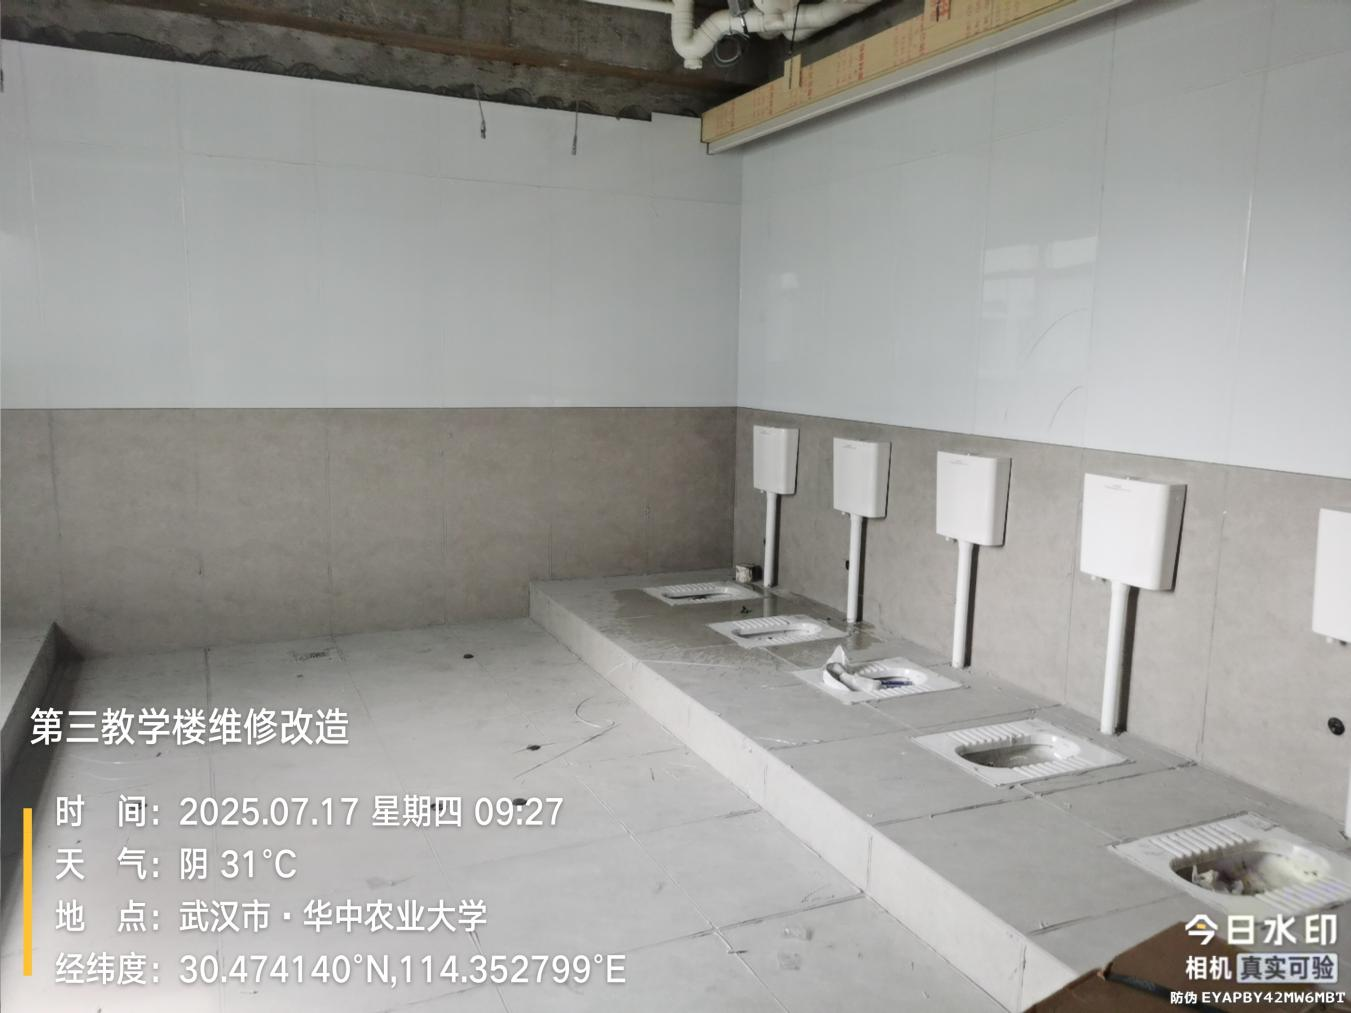 第三教学楼维修改造
时 间：2025.07.17 星期四 09:27
天 气：阴 31°C
地 点：武汉市·华中农业大学
经纬度：30.474140°N,114.352799°E
今日水印
相机 真实可验
防伪 EYAPBY42MW6MBT